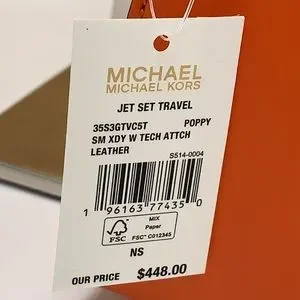 MICHAEL
MICHAEL KORS
JET SET TRAVEL
35S3GTVC5T POPPY
SM XDY W TECH ATTCH
LEATHER
S514-0004
1 96163 77435 0
FSC
MIX
Paper
FSC™ C012345
NS
OUR PRICE $448.00